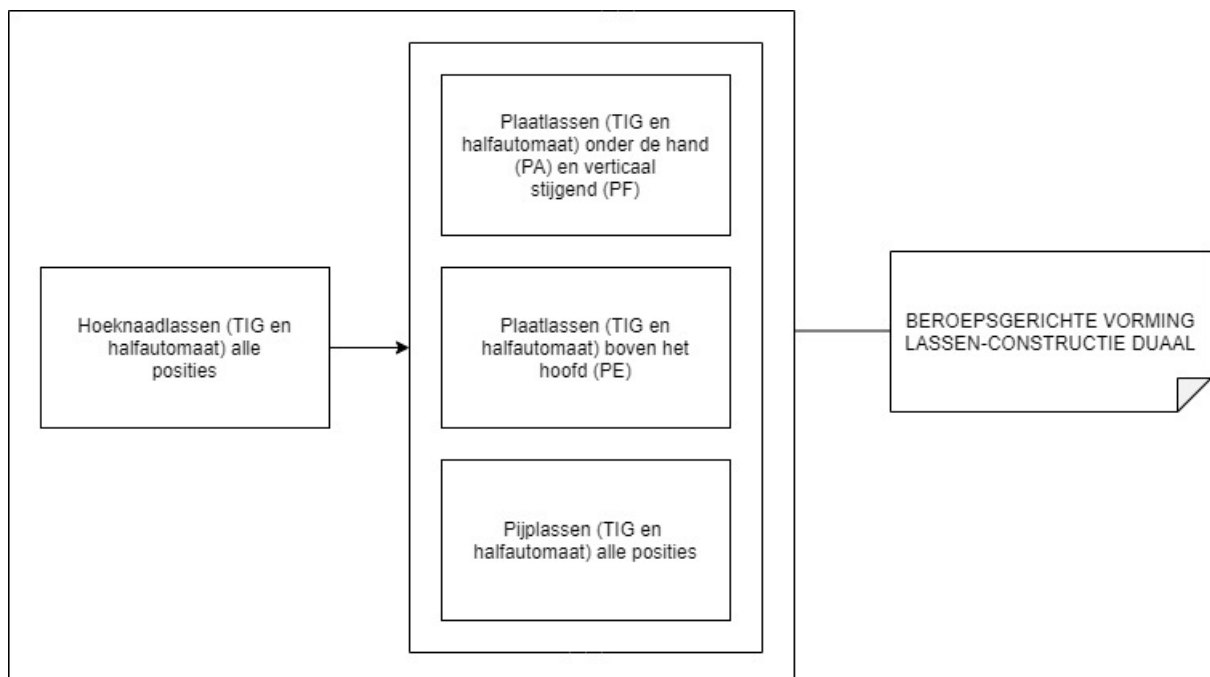 Hoeknaadlassen (TIG en
halfautomaat) alle
posities
Plaatlassen (TIG en
halfautomaat) onder de hand
(PA) en verticaal
stijgend (PF)
Plaatlassen (TIG en
halfautomaat) boven het
hoofd (PE)
Pijplassen (TIG en
halfautomaat) alle posities
BEROEPSGERICHTE VORMING
LASSEN-CONSTRUCTIE DUAAL